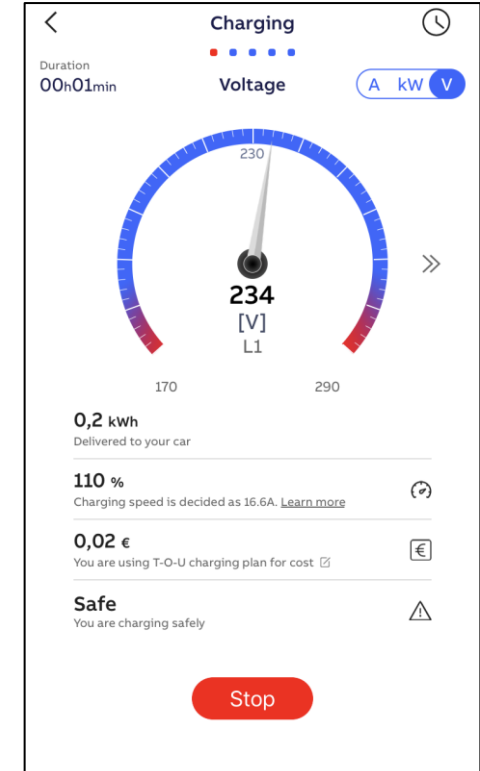 Charging
Duration
00h01min
Voltage
A kW V
230
234
[V]
L1
170 290
0,2 kWh
Delivered to your car
110 %
Charging speed is decided as 16.6A. Learn more
0,02 €
You are using T-O-U charging plan for cost
€
Safe
You are charging safely
Stop